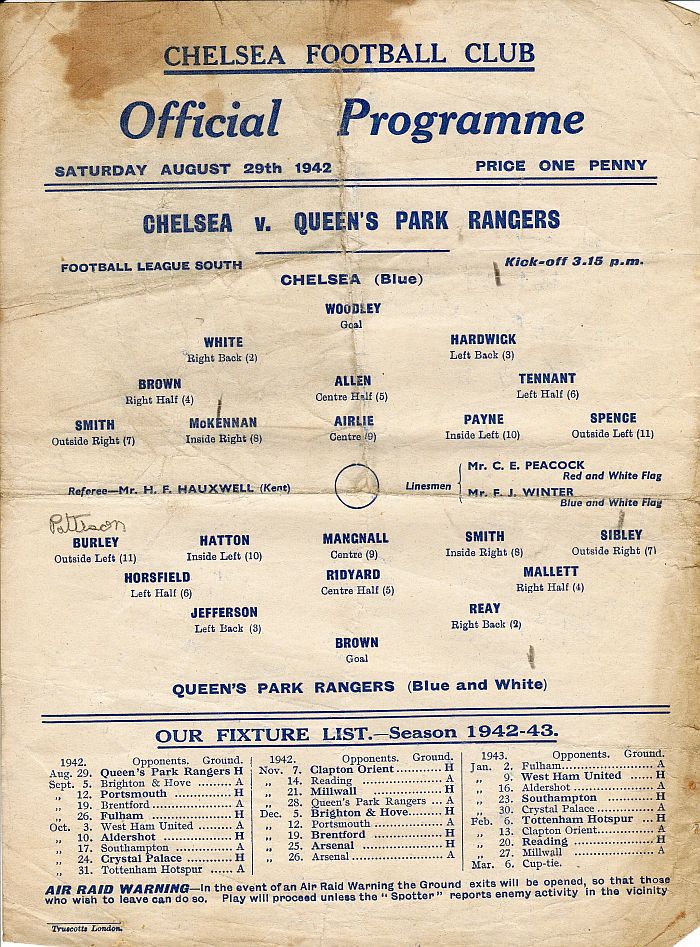 CHELSEA FOOTBALL CLUB
Official Programme
SATURDAY AUGUST 29th 1942 PRICE ONE PENNY
CHELSEA v. QUEEN'S PARK RANGERS
FOOTBALL LEAGUE SOUTH Kick-off 3.15 p.m.
CHELSEA (Blue)
WOODLEY
Goal
WHITE HARDWICK
Right Back (2) Left Back (3)
BROWN ALLEN TENNANT
Right Half (4) Centre Half (5) Left Half (6)
SMITH McKENNAN AIRLIE PAYNE SPENCE
Outside Right (7) Inside Right (8) Centre (9) Inside Left (10) Outside Left (11)
Referee—Mr. H. F. HAUXWELL (Kent) Linesmen Mr. C. E. PEACOCK
Red and White Flag
Mr. F. J. WINTER
Blue and White Flag
Patteson
BURLEY HATTON MANGNALL SMITH SIBLEY
Outside Left (11) Inside Left (10) Centre (9) Inside Right (8) Outside Right (7)
HORSFIELD RIDYARD MALLETT
Left Half (6) Centre Half (5) Right Half (4)
JEFFERSON REAY
Left Back (3) Right Back (2)
BROWN
Goal
QUEEN'S PARK RANGERS (Blue and White)
OUR FIXTURE LIST.—Season 1942-43.
1942. Opponents. Ground.
Aug. 29. Queen's Park Rangers H
Sept. 5. Brighton & Hove ......... A
„ 12. Portsmouth ............... H
„ 19. Brentford .................. A
„ 26. Fulham ..................... H
Oct. 3. West Ham United ...... A
„ 10. Aldershot .................. H
„ 17. Southampton ............ A
„ 24. Crystal Palace ............ H
„ 31. Tottenham Hotspur ...... A
1942. Opponents. Ground.
Nov. 7. Clapton Orient ............ H
„ 14. Reading .................. A
„ 21. Millwall .................. H
„ 28. Queen's Park Rangers ... A
Dec. 5. Brighton & Hove......... H
„ 12. Portsmouth ............... A
„ 19. Brentford ............... H
„ 25. Arsenal .................. H
„ 26. Arsenal ..................... A
1943. Opponents. Ground.
Jan. 2. Fulham..................... A
„ 9. West Ham United ...... H
„ 16. Aldershot .................. A
„ 23. Southampton ............ H
„ 30. Crystal Palace ............ A
Feb. 6. Tottenham Hotspur ... H
„ 13. Clapton Orient............ A
„ 20. Reading .................. H
„ 27. Millwall .................. A
Mar. 6. Cup-tie.
AIR RAID WARNING—In the event of an Air Raid Warning the Ground exits will be opened, so that those
who wish to leave can do so. Play will proceed unless the "Spotter" reports enemy activity in the vicinity
Truscotts London.